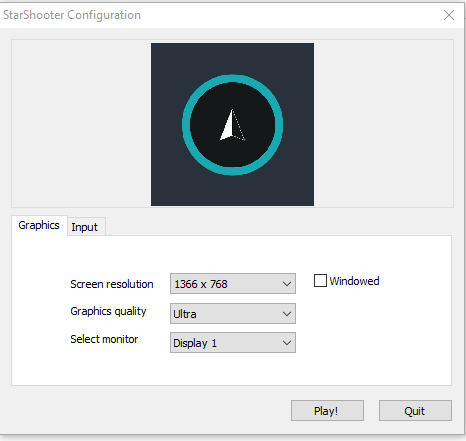 StarShooter Configuration
Graphics
Input
Screen resolution 1366 x 768 Windowed
Graphics quality Ultra
Select monitor Display 1
Play! Quit